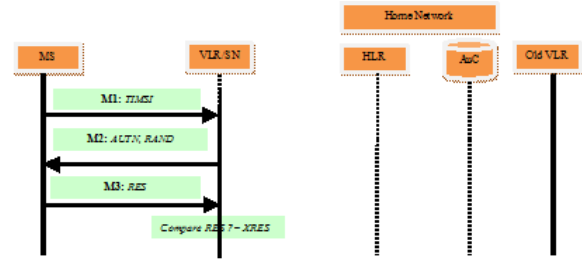 Home Network
MS
VLR/SN
HLR
AuC
Old VLR
M1: TIMSI
M2: AUTN, RAND
M3: RES
Compare RES ?= XRES